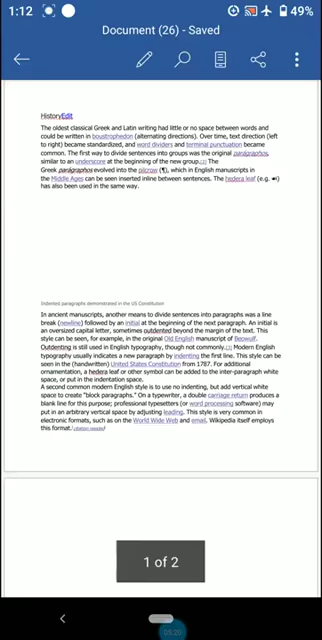 1:12
49%
Document (26) - Saved
HistoryEdit
The oldest classical Greek and Latin writing had little or no space between words and
could be written in boustrophedon (alternating directions). Over time, text direction (left
to right) became standardized, and word dividers and terminal punctuation became
common. The first way to divide sentences into groups was the original paragraphos,
similar to an underscore at the beginning of the new group.[2] The
Greek parágraphos evolved into the pilcrow (¶), which in English manuscripts in
the Middle Ages can be seen inserted inline between sentences. The hedera leaf (e.g. ☙)
has also been used in the same way.
Indented paragraphs demonstrated in the US Constitution
In ancient manuscripts, another means to divide sentences into paragraphs was a line
break (newline) followed by an initial at the beginning of the next paragraph. An initial is
an oversized capital letter, sometimes outdented beyond the margin of the text. This
style can be seen, for example, in the original Old English manuscript of Beowulf.
Outdenting is still used in English typography, though not commonly.[3] Modern English
typography usually indicates a new paragraph by indenting the first line. This style can be
seen in the (handwritten) United States Constitution from 1787. For additional
ornamentation, a hedera leaf or other symbol can be added to the inter-paragraph white
space, or put in the indentation space.
A second common modern English style is to use no indenting, but add vertical white
space to create "block paragraphs." On a typewriter, a double carriage return produces a
blank line for this purpose; professional typesetters (or word processing software) may
put in an arbitrary vertical space by adjusting leading. This style is very common in
electronic formats, such as on the World Wide Web and email. Wikipedia itself employs
this format.[citation needed]
1 of 2